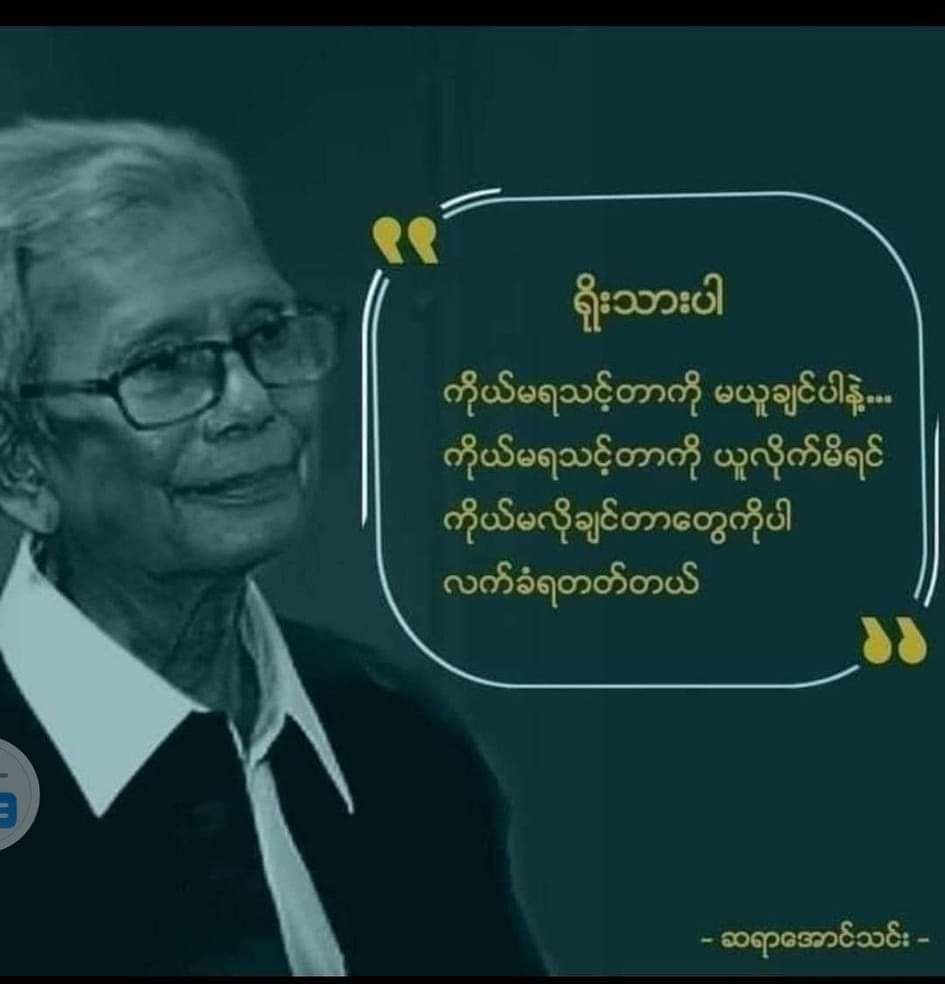 ရိုးသားပါ
ကိုယ်မရသင့်တာကို မယူချင်ပါနဲ့...
ကိုယ်မရသင့်တာကို ယူလိုက်မိရင်
ကိုယ်မလိုချင်တာတွေကိုပါ
လက်ခံရတတ်တယ်
- ဆရာအောင်သင်း -